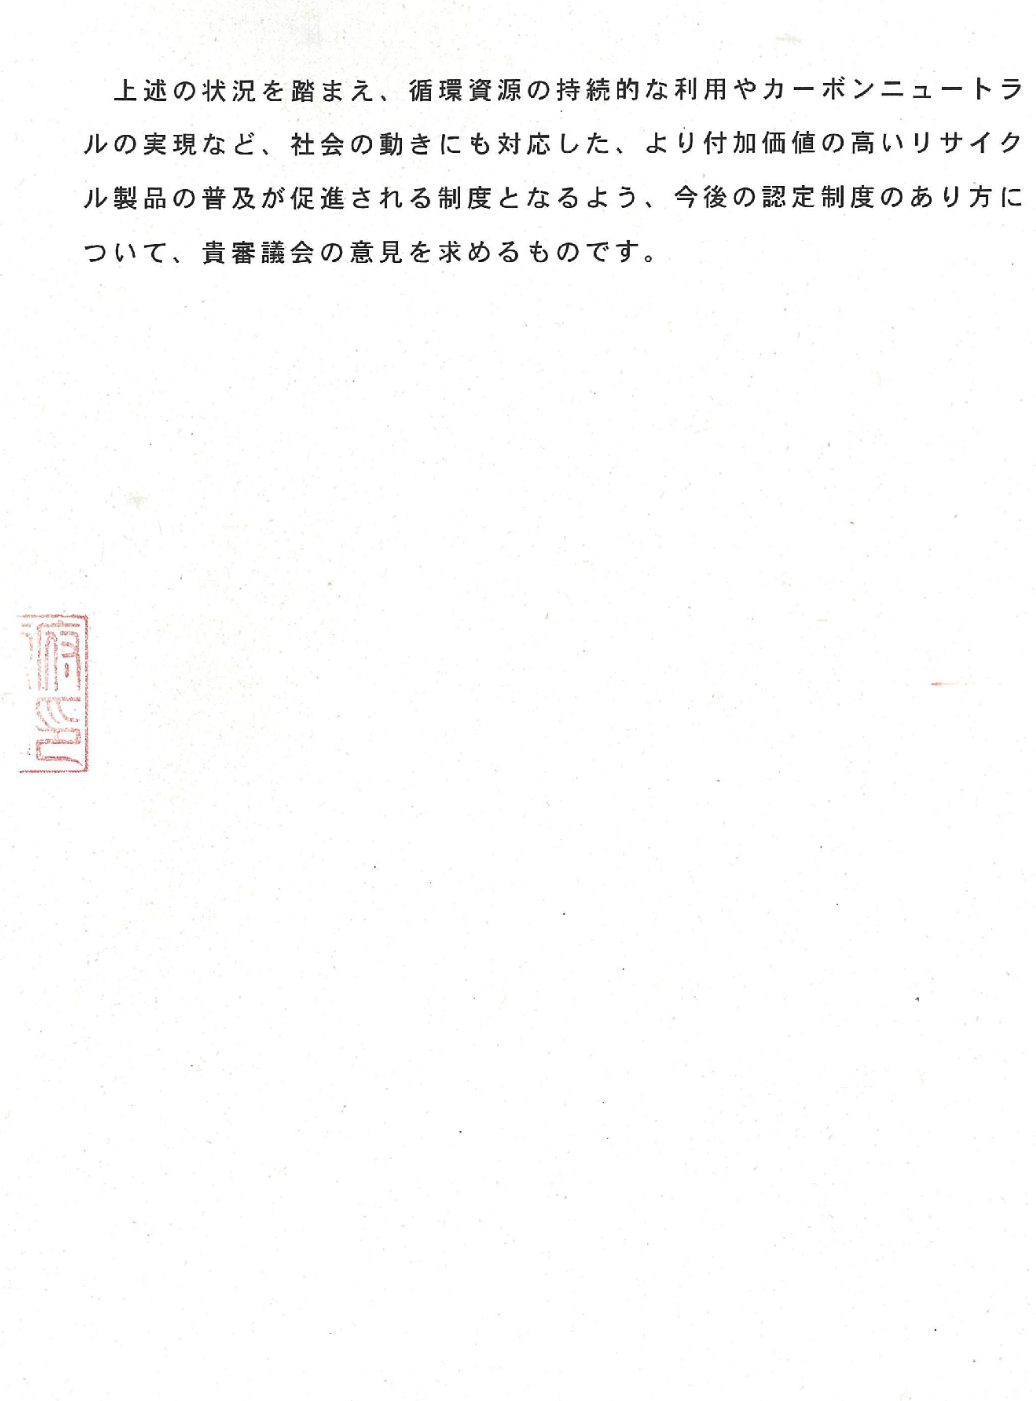 上述の状況を踏まえ、循環資源の持続的な利用やカーボンニュートラ
ルの実現など、社会の動きにも対応した、より付加価値の高いリサイク
ル製品の普及が促進される制度となるよう、今後の認定制度のあり方に
ついて、貴審議会の意見を求めるものです。